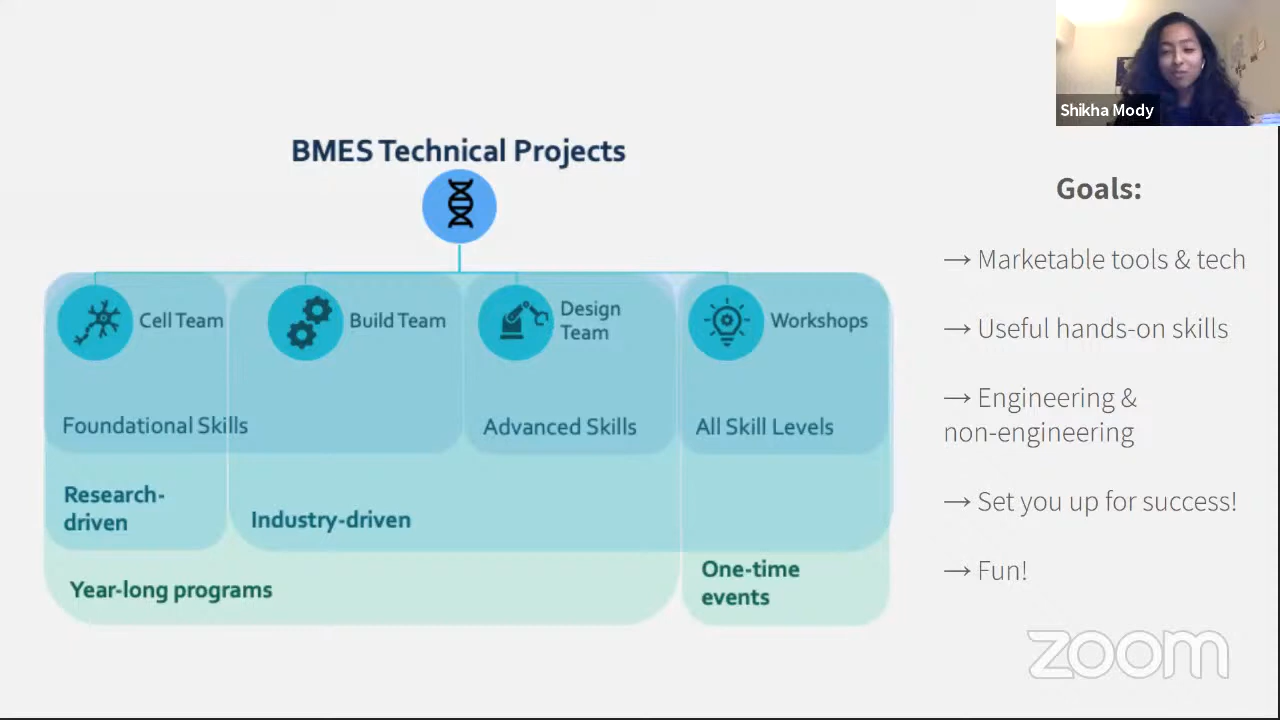 Shikha Mody
BMES Technical Projects
Cell Team
Build Team
Design
Team
Workshops
Foundational Skills
Advanced Skills
All Skill Levels
Research-
driven
Industry-driven
Year-long programs
One-time
events
Goals:
→ Marketable tools & tech
→ Useful hands-on skills
→ Engineering &
non-engineering
→ Set you up for success!
→ Fun!
zoom